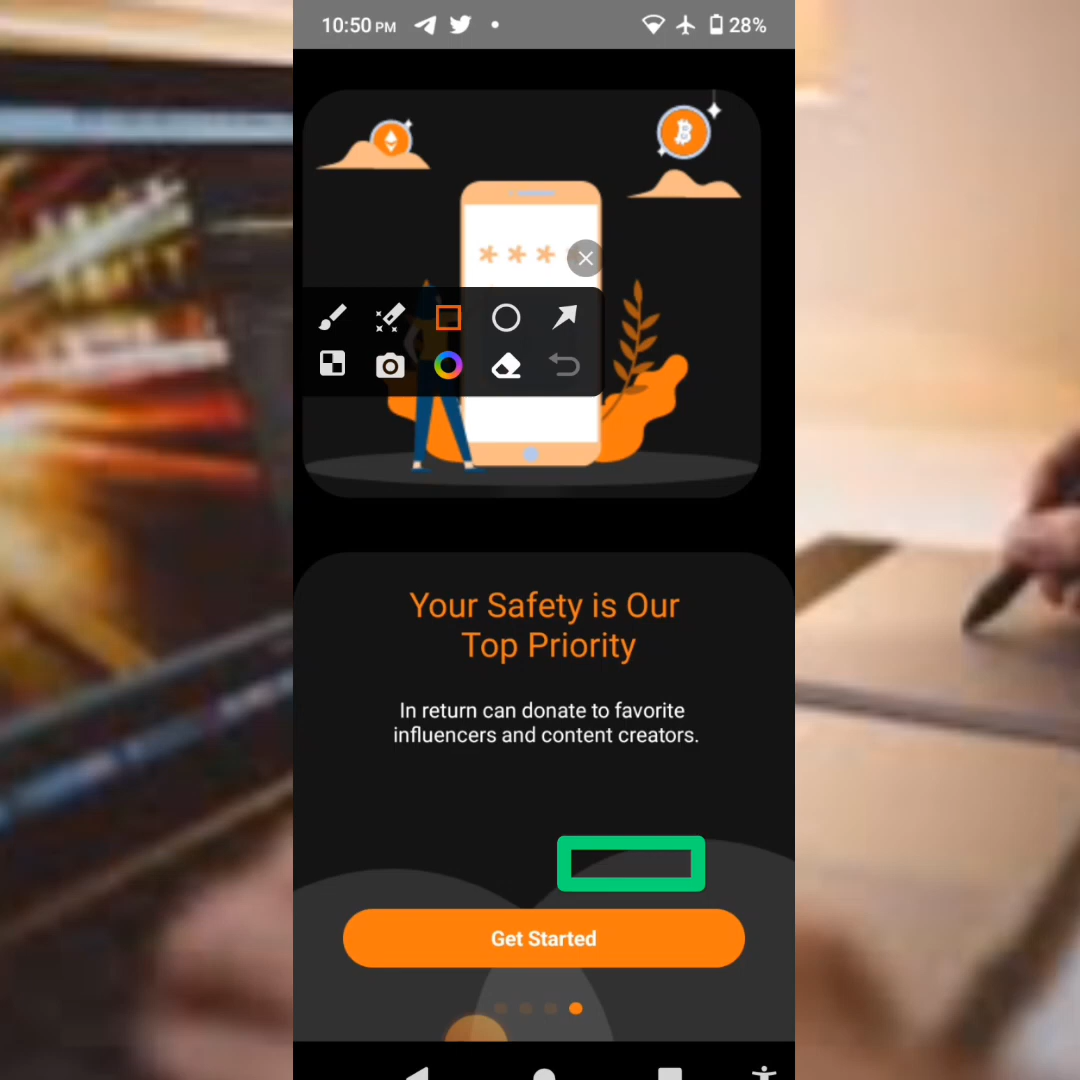 10:50 PM
28%
* * *
Your Safety is Our
Top Priority
In return can donate to favorite
influencers and content creators.
Get Started